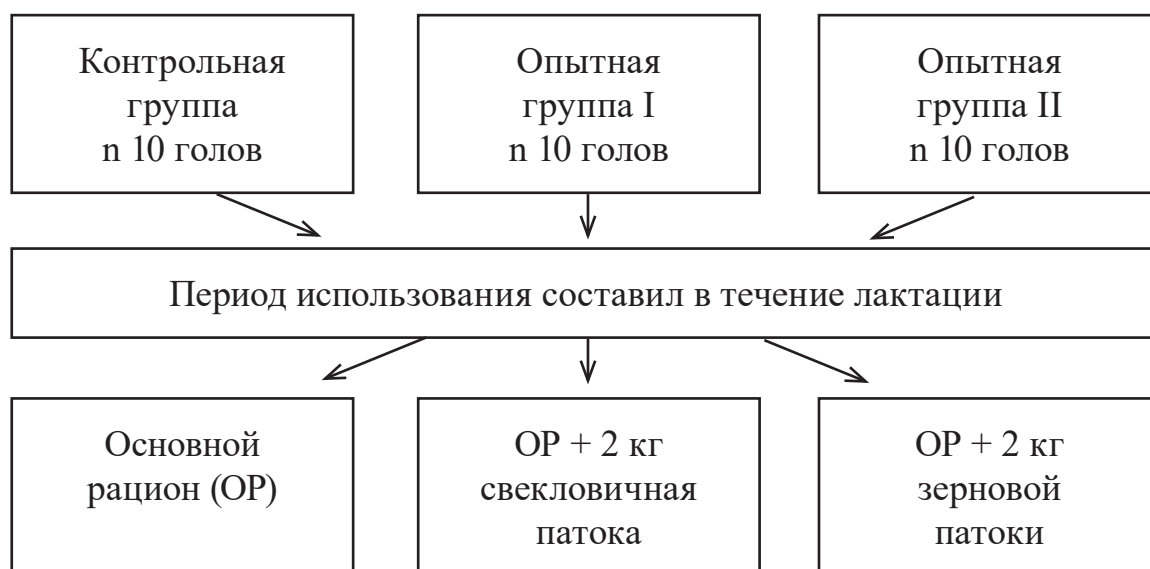 Контрольная
группа
n 10 голов
Опытная
группа I
n 10 голов
Опытная
группа II
n 10 голов
Период использования составил в течение лактации
Основной
рацион (ОР)
ОР + 2 кг
свекловичная
патока
ОР + 2 кг
зерновой
патоки